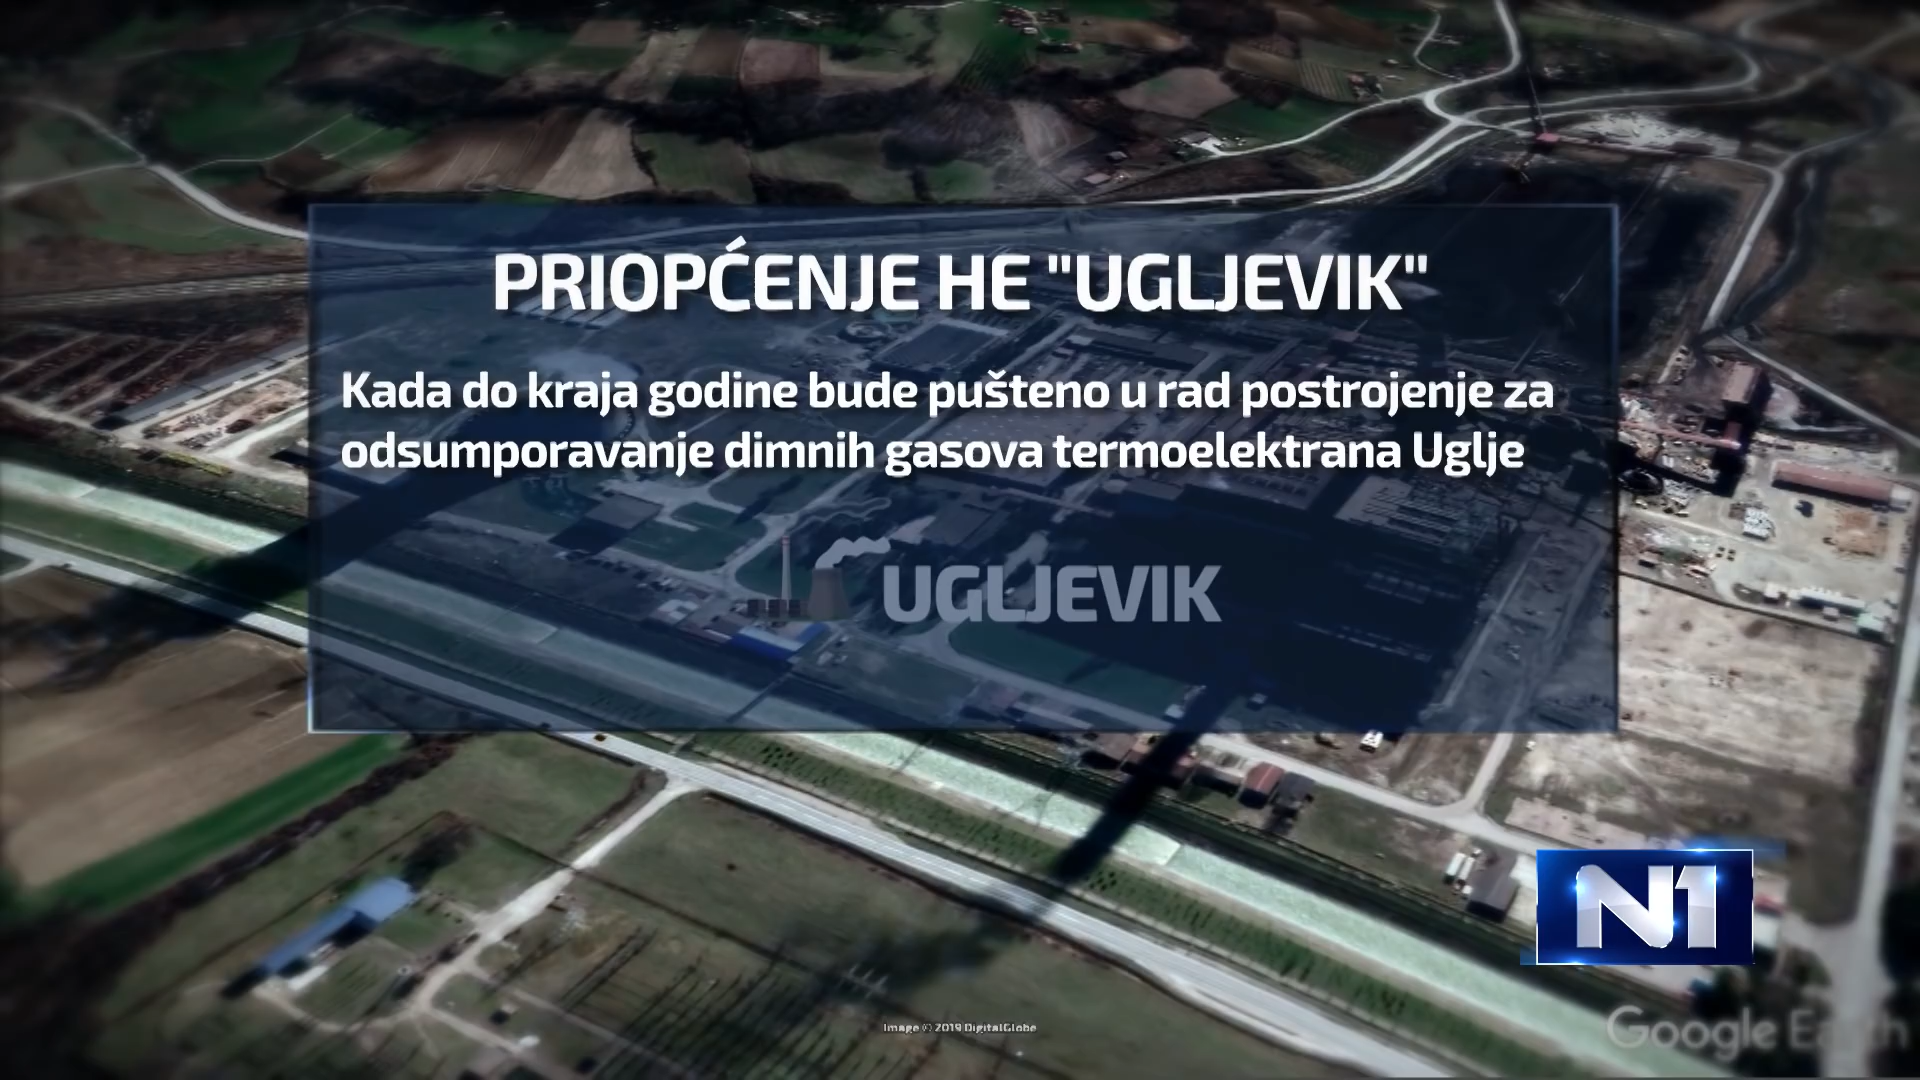 PRIOPĆENJE HE "UGLJEVIK"
Kada do kraja godine bude pušteno u rad postrojenje za
odsumporavanje dimnih gasova termoelektrana Uglje
UGLJEVIK
N1
Image © 2019 DigitalGlobe
Google Earth